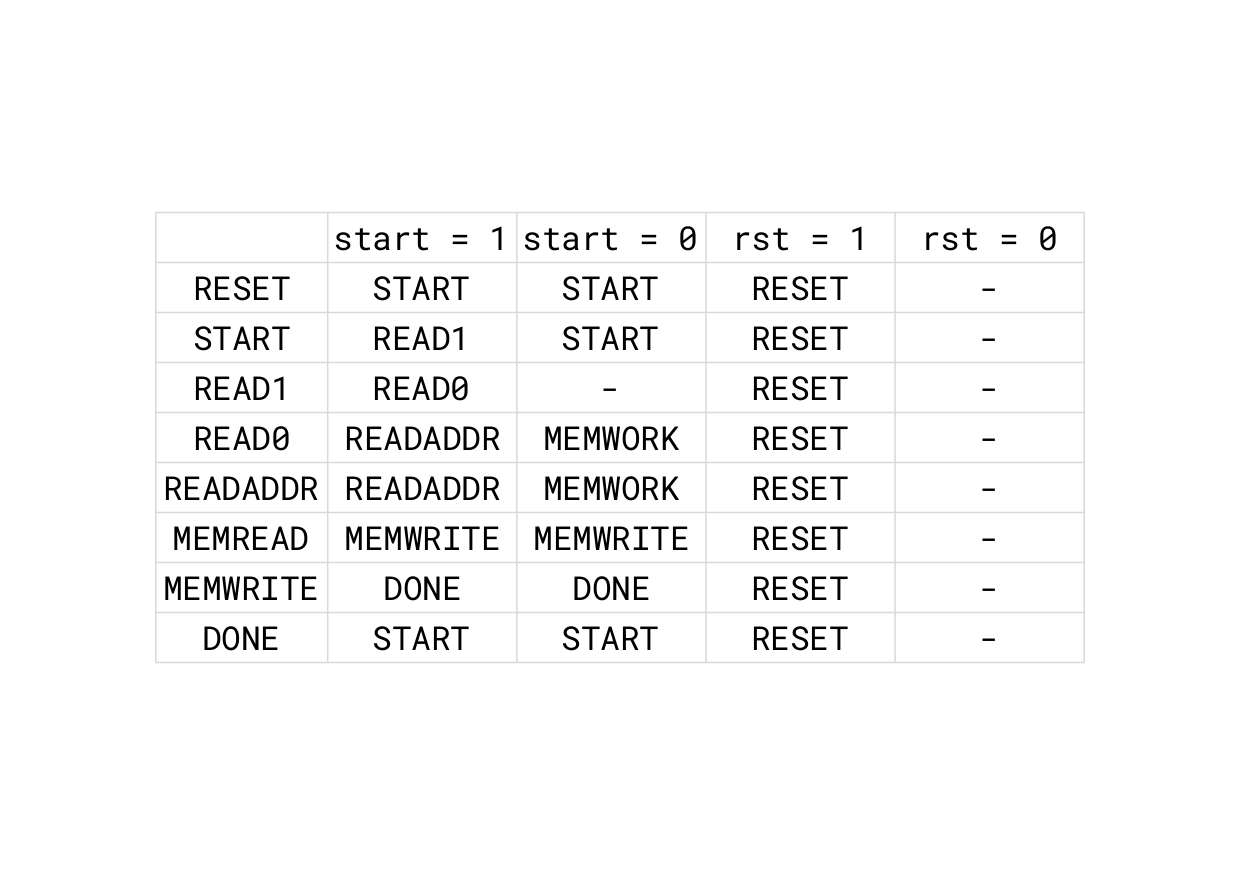 start = 1 start = 0 rst = 1 rst = 0
RESET START START RESET -
START READ1 START RESET -
READ1 READ0 - RESET -
READ0 READADDR MEMWORK RESET -
READADDR READADDR MEMWORK RESET -
MEMREAD MEMWRITE MEMWRITE RESET -
MEMWRITE DONE DONE RESET -
DONE START START RESET -